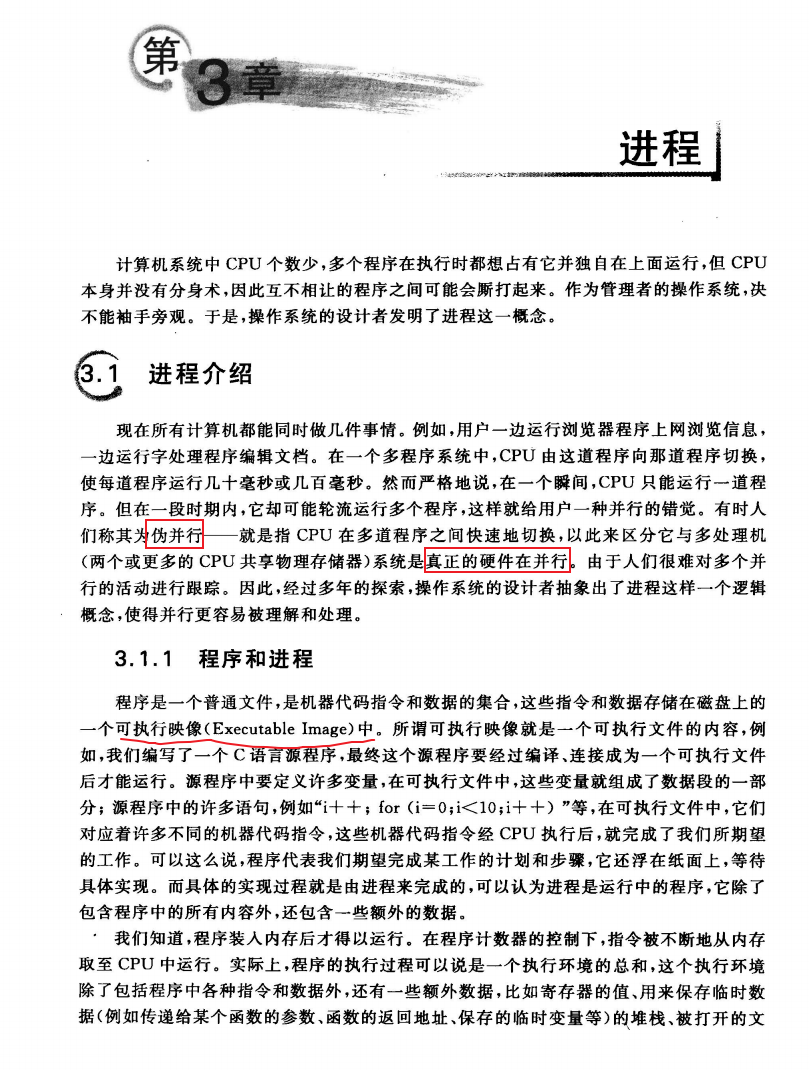 第3章
进程
计算机系统中 CPU 个数少,多个程序在执行时都想占有它并独自在上面运行,但 CPU
本身并没有分身术,因此互不相让的程序之间可能会厮打起来。作为管理者的操作系统,决
不能袖手旁观。于是,操作系统的设计者发明了进程这一概念。
3.1 进程介绍
现在所有计算机都能同时做几件事情。例如,用户一边运行浏览器程序上网浏览信息,
一边运行字处理程序编辑文档。在一个多程序系统中,CPU 由这道程序向那道程序切换,
使每道程序运行几十毫秒或几百毫秒。然而严格地说,在一个瞬间,CPU 只能运行一道程
序。但在一段时期内,它却可能轮流运行多个程序,这样就给用户一种并行的错觉。有时人
们称其为伪并行——就是指 CPU 在多道程序之间快速地切换,以此来区分它与多处理机
(两个或更多的 CPU 共享物理存储器)系统是真正的硬件在并行。由于人们很难对多个并
行的活动进行跟踪。因此,经过多年的探索,操作系统的设计者抽象出了进程这样一个逻辑
概念,使得并行更容易被理解和处理。
3.1.1 程序和进程
程序是一个普通文件,是机器代码指令和数据的集合,这些指令和数据存储在磁盘上的
一个可执行映像(Executable Image)中。所谓可执行映像就是一个可执行文件的内容,例
如,我们编写了一个 C 语言源程序,最终这个源程序要经过编译、连接成为一个可执行文件
后才能运行。源程序中要定义许多变量,在可执行文件中,这些变量就组成了数据段的一部
分;源程序中的许多语句,例如“i++; for (i=0;i<10;i++)”等,在可执行文件中,它们
对应着许多不同的机器代码指令,这些机器代码指令经 CPU 执行后,就完成了我们所期望
的工作。可以这么说,程序代表我们期望完成某工作的计划和步骤,它还浮在纸面上,等待
具体实现。而具体的实现过程就是由进程来完成的,可以认为进程是运行中的程序,它除了
包含程序中的所有内容外,还包含一些额外的数据。
我们知道,程序装入内存后才得以运行。在程序计数器的控制下,指令被不断地从内存
取至 CPU 中运行。实际上,程序的执行过程可以说是一个执行环境的总和,这个执行环境
除了包括程序中各种指令和数据外,还有一些额外数据,比如寄存器的值、用来保存临时数
据(例如传递给某个函数的参数、函数的返回地址、保存的临时变量等)的堆栈、被打开的文